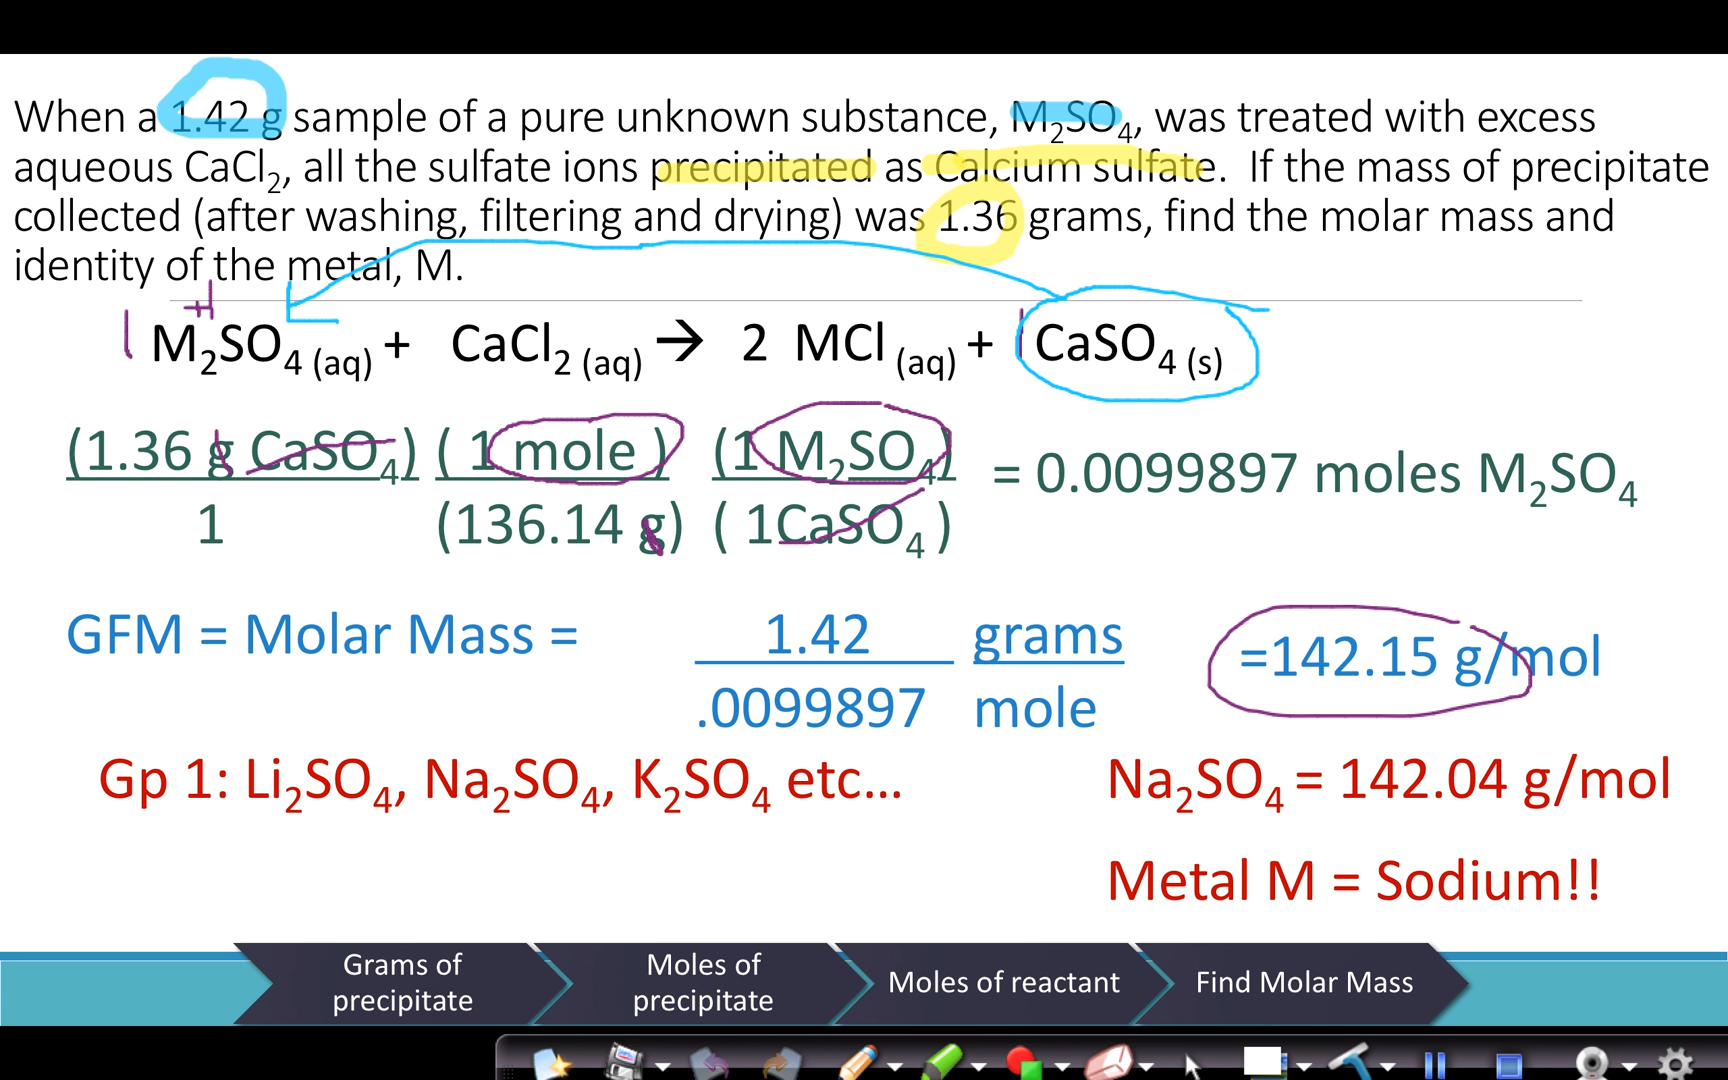 When a 1.42 g sample of a pure unknown substance, M₂SO₄, was treated with excess
aqueous CaCl₂, all the sulfate ions precipitated as Calcium sulfate.  If the mass of precipitate
collected (after washing, filtering and drying) was 1.36 grams, find the molar mass and
identity of the metal, M.
+1
1 M₂SO₄ (aq) + CaCl₂ (aq) → 2 MCl (aq) + 1 CaSO₄ (s)
(1.36 g CaSO₄) ( 1 mole ) (1 M₂SO₄) = 0.0099897 moles M₂SO₄
1 (136.14 g) ( 1CaSO₄ )
GFM = Molar Mass = 1.42 grams =142.15 g/mol
.0099897 mole
Gp 1: Li₂SO₄, Na₂SO₄, K₂SO₄ etc... Na₂SO₄ = 142.04 g/mol
Metal M = Sodium!!
Grams of precipitate
Moles of precipitate
Moles of reactant
Find Molar Mass